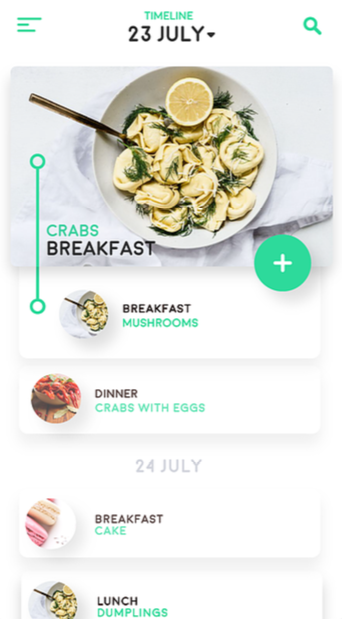 TIMELINE
23 JULY
CRABS
BREAKFAST
BREAKFAST
MUSHROOMS
DINNER
CRABS WITH EGGS
24 JULY
BREAKFAST
CAKE
LUNCH
DUMPLINGS